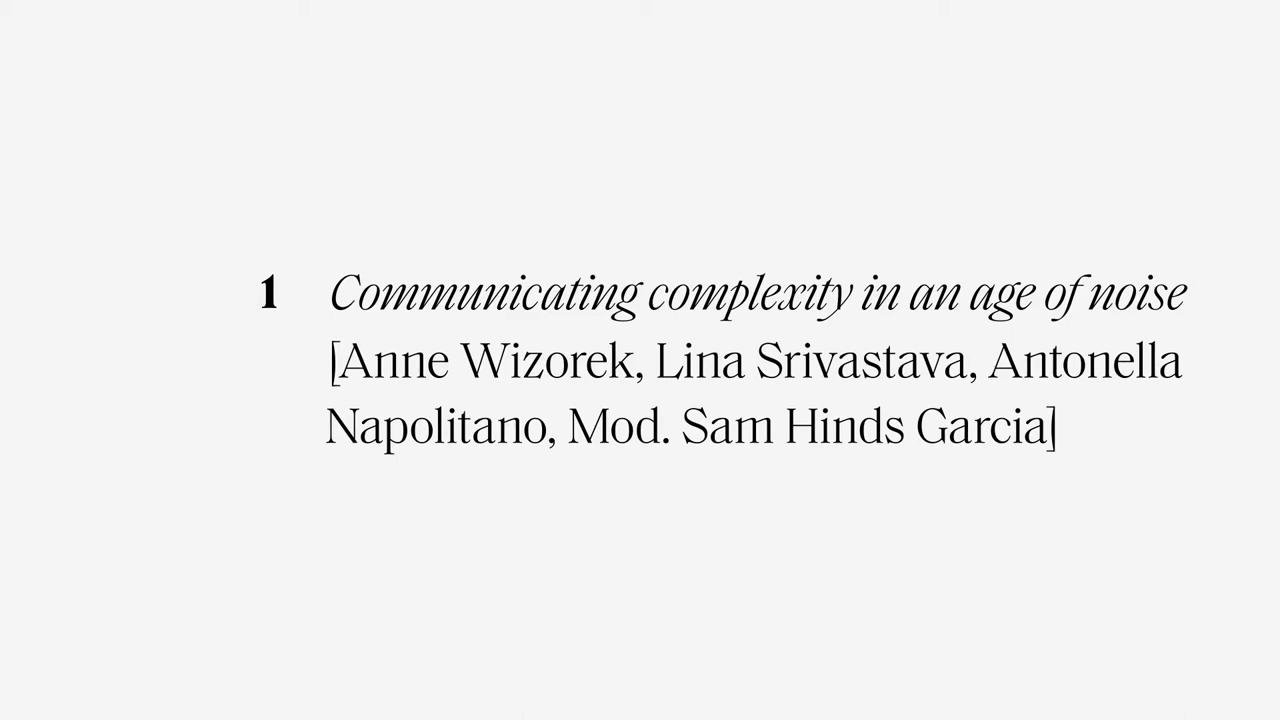 1 Communicating complexity in an age of noise
[Anne Wizorek, Lina Srivastava, Antonella
Napolitano, Mod. Sam Hinds Garcia]